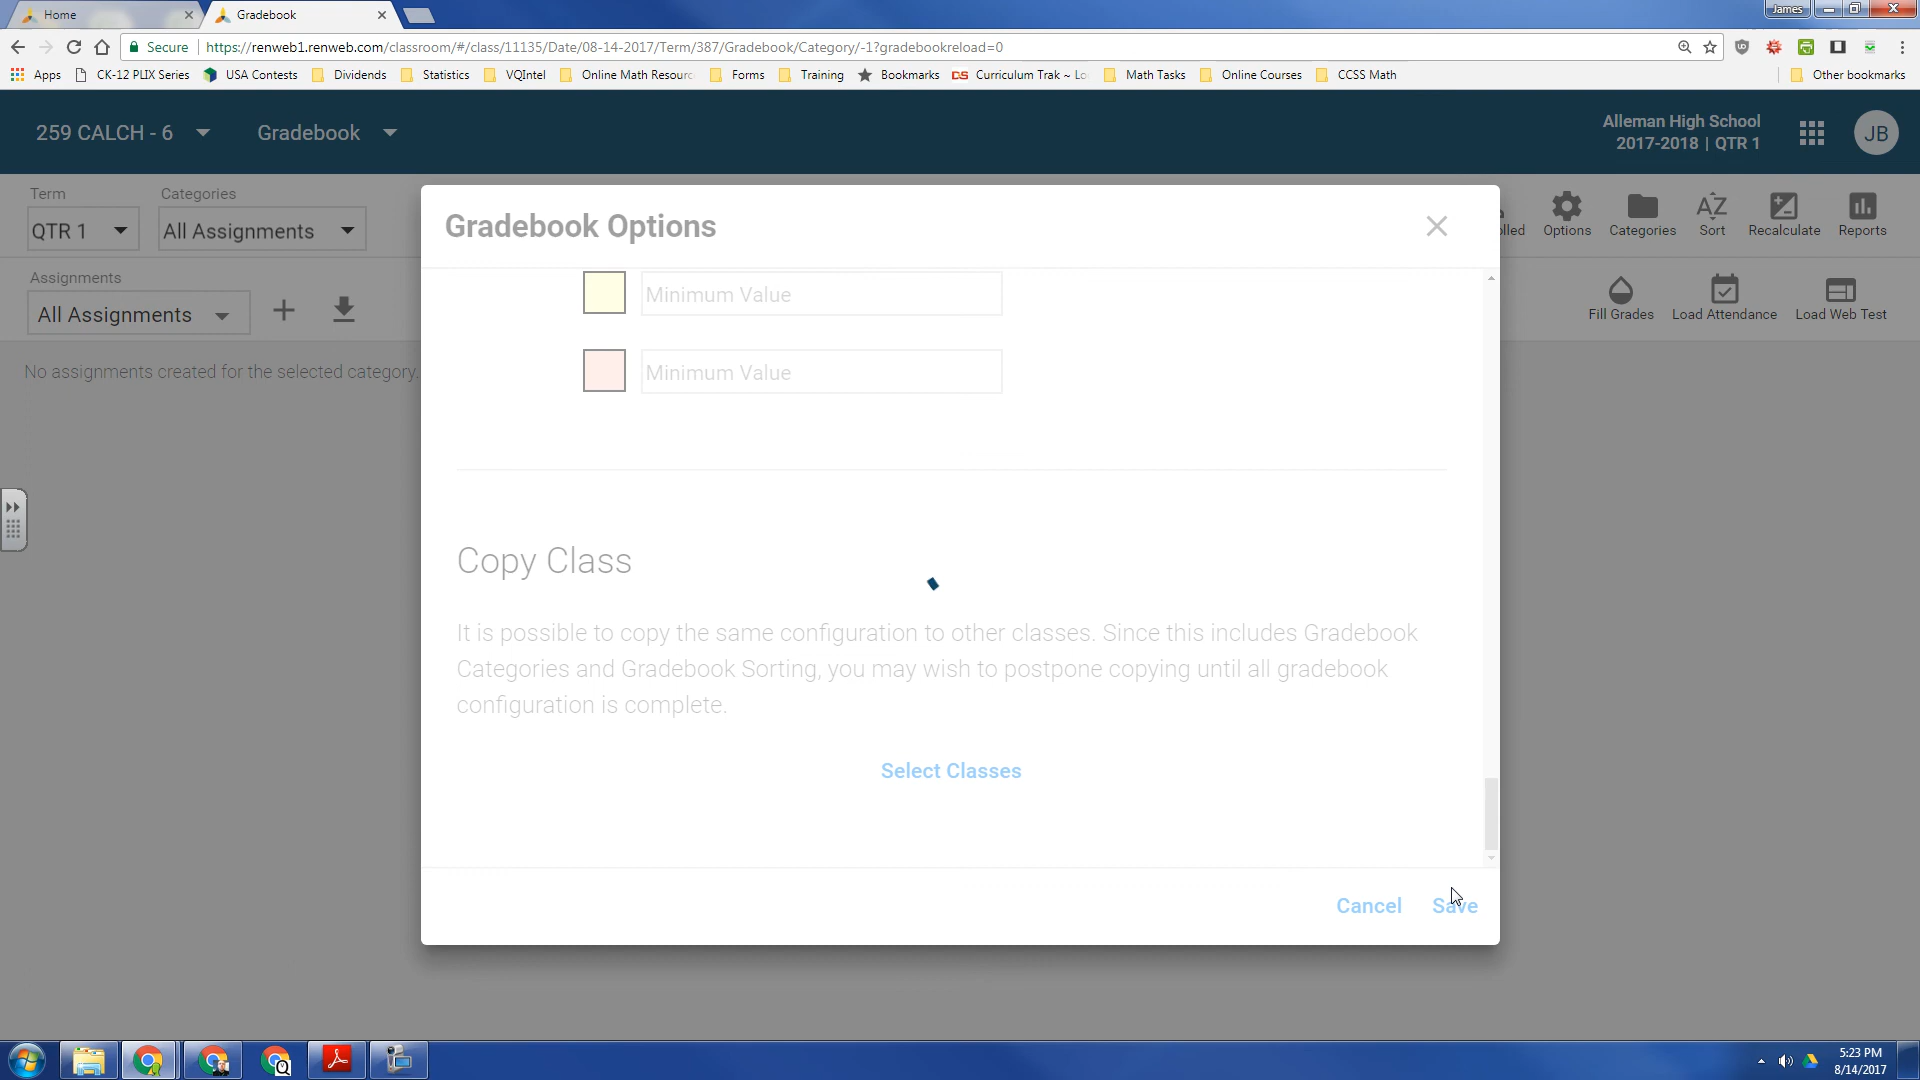 Home
Gradebook
James
Secure
https://renweb1.renweb.com/classroom/#/class/11135/Date/08-14-2017/Term/387/Gradebook/Category/-1?gradebookreload=0
Apps
CK-12 PLIX Series
USA Contests
Dividends
Statistics
VQIntel
Online Math Resourc
Forms
Training
Bookmarks
Curriculum Trak ~ Lo
Math Tasks
Online Courses
CCSS Math
Other bookmarks
259 CALCH - 6
Gradebook
Alleman High School
2017-2018 | QTR 1
JB
Term
Categories
QTR 1
All Assignments
Options
Categories
Sort
Recalculate
Reports
Assignments
All Assignments
Fill Grades
Load Attendance
Load Web Test
No assignments created for the selected category.
Gradebook Options
Minimum Value
Minimum Value
Copy Class
It is possible to copy the same configuration to other classes. Since this includes Gradebook
Categories and Gradebook Sorting, you may wish to postpone copying until all gradebook
configuration is complete.
Select Classes
Cancel
Save
5:23 PM
8/14/2017